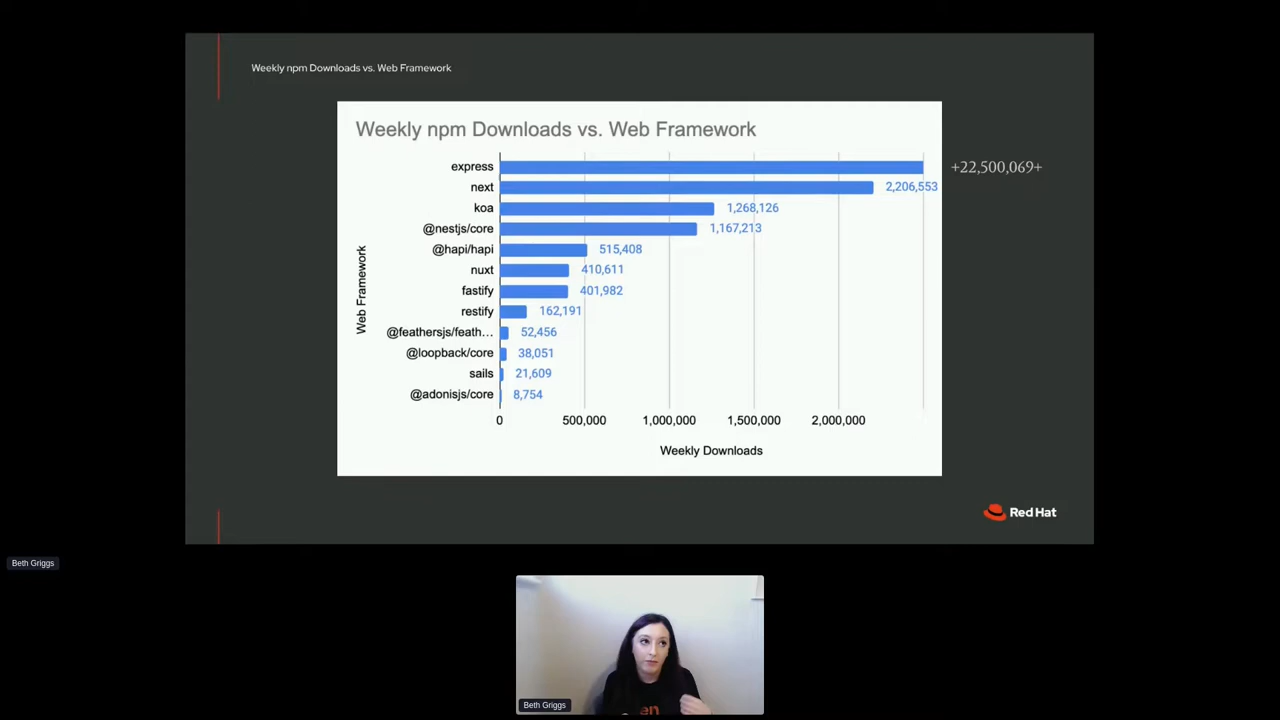 Weekly npm Downloads vs. Web Framework
Weekly npm Downloads vs. Web Framework
express +22,500,069+
next 2,206,553
koa 1,268,126
@nestjs/core 1,167,213
@hapi/hapi 515,408
nuxt 410,611
fastify 401,982
restify 162,191
@feathersjs/feath... 52,456
@loopback/core 38,051
sails 21,609
@adonisjs/core 8,754
Web Framework
0 500,000 1,000,000 1,500,000 2,000,000
Weekly Downloads
Red Hat
Beth Griggs
Beth Griggs